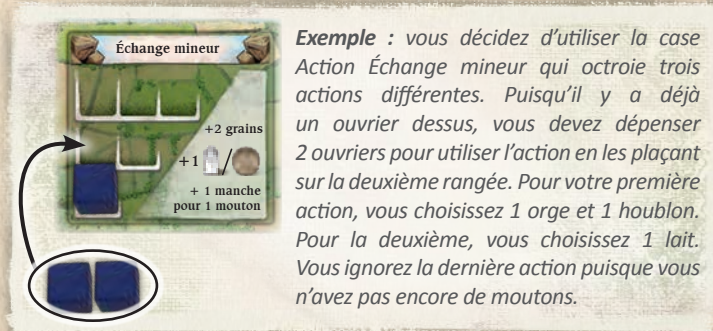 Échange mineur
+2 grains
+1 /
+ 1 manche
pour 1 mouton
Exemple : vous décidez d'utiliser la case
Action Échange mineur qui octroie trois
actions différentes. Puisqu'il y a déjà
un ouvrier dessus, vous devez dépenser
2 ouvriers pour utiliser l'action en les plaçant
sur la deuxième rangée. Pour votre première
action, vous choisissez 1 orge et 1 houblon.
Pour la deuxième, vous choisissez 1 lait.
Vous ignorez la dernière action puisque vous
n'avez pas encore de moutons.